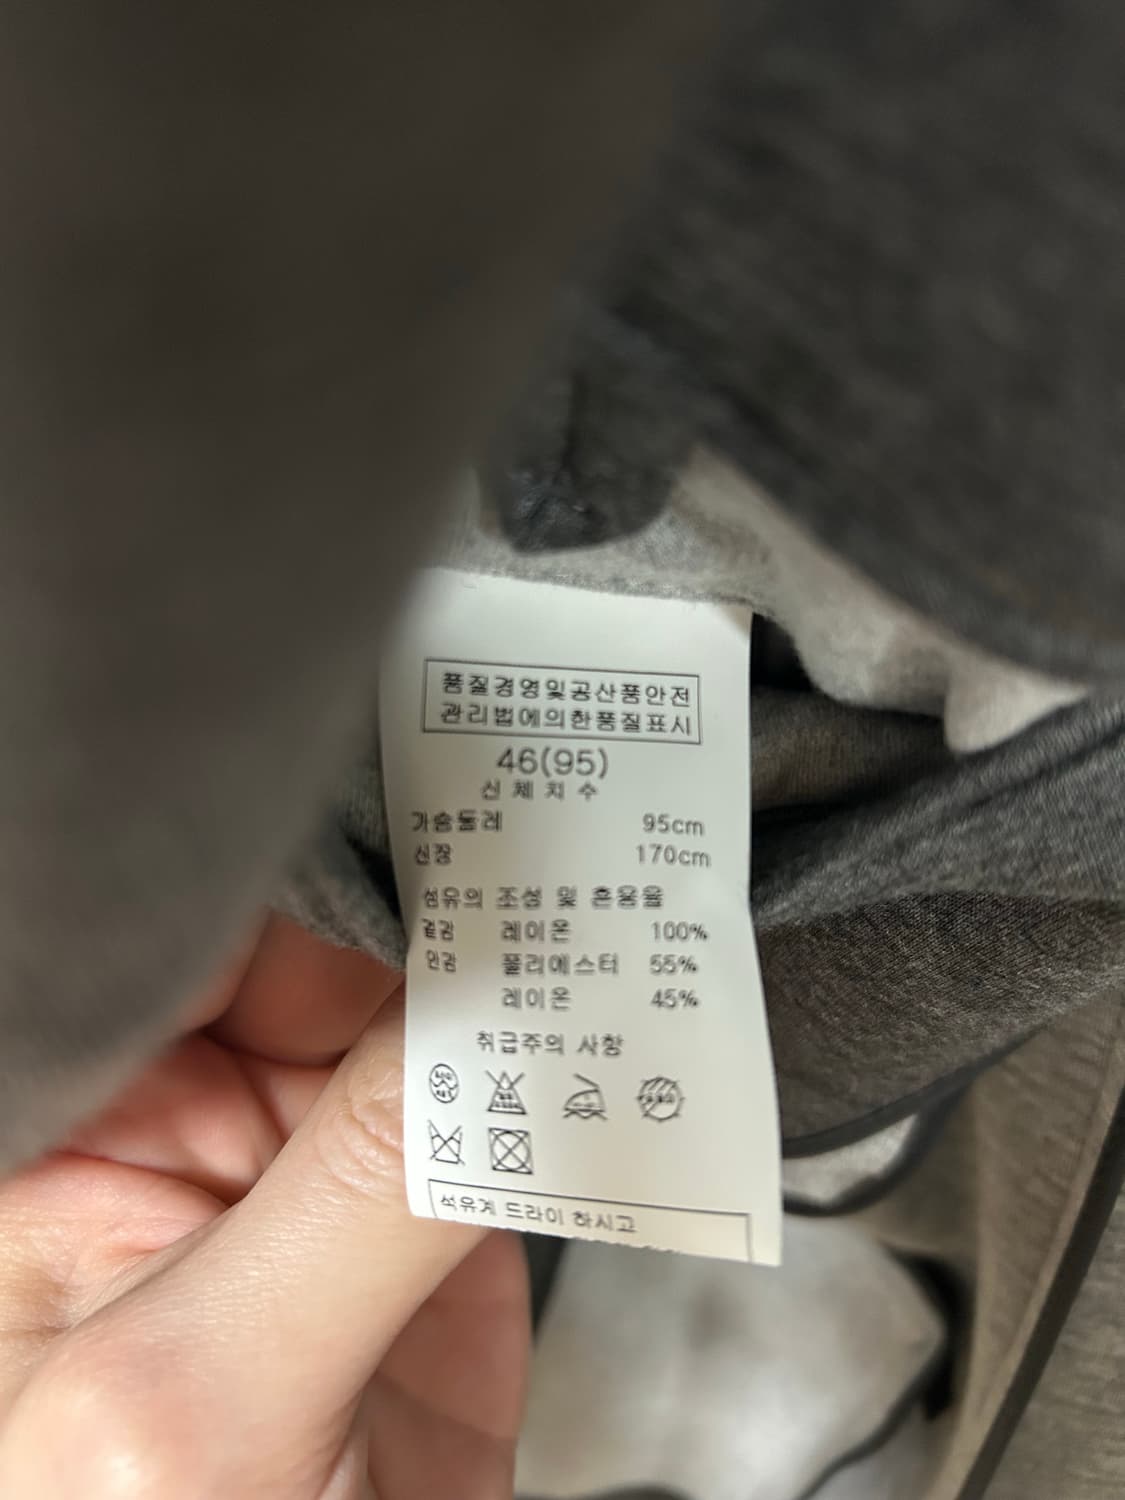 품질경영및공산품안전
관리법에의한품질표시
46(95)
신체치수
가슴둘레 95cm
신장 170cm
섬유의 조성 및 혼용율
겉감 레이온 100%
안감 폴리에스터 55%
레이온 45%
취급주의 사항
석유계 드라이 하시고